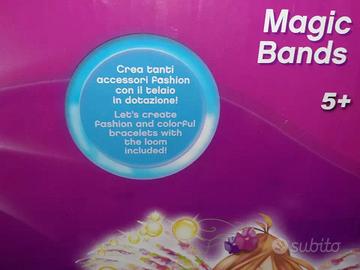 Magic
Bands
5+
Crea tanti
accessori fashion
con il telaio
in dotazione!
Let's create
fashion and colorful
bracelets with
the loom
included!
subito